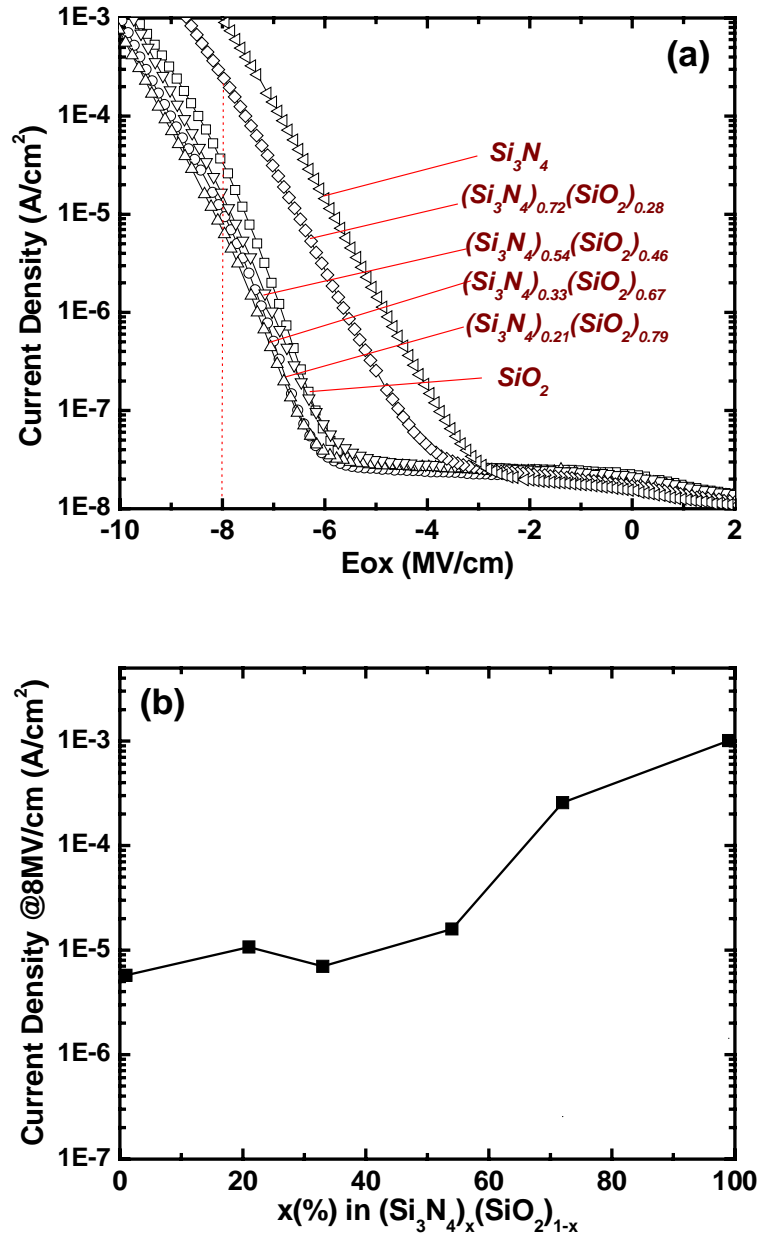 1E-3
(a)
1E-4
1E-5
1E-6
1E-7
1E-8
Current Density (A/cm²)
Si₃N₄
(Si₃N₄)₀.₇₂(SiO₂)₀.₂₈
(Si₃N₄)₀.₅₄(SiO₂)₀.₄₆
(Si₃N₄)₀.₃₃(SiO₂)₀.₆₇
(Si₃N₄)₀.₂₁(SiO₂)₀.₇₉
SiO₂
-10 -8 -6 -4 -2 0 2
Eox (MV/cm)
(b)
1E-3
1E-4
1E-5
1E-6
1E-7
Current Density @8MV/cm (A/cm²)
0 20 40 60 80 100
x(%) in (Si₃N₄)ₓ(SiO₂)₁₋ₓ